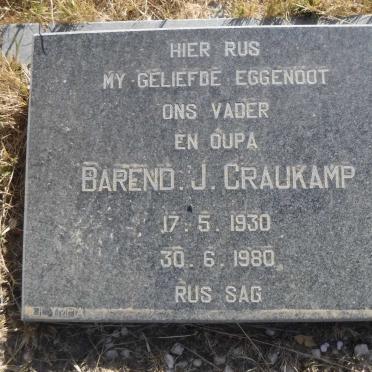 HIER RUS
MY GELIEFDE EGGENOOT
ONS VADER
EN OUPA
BAREND. J. CRAUKAMP
17. 5. 1930
30. 6. 1980
RUS SAG